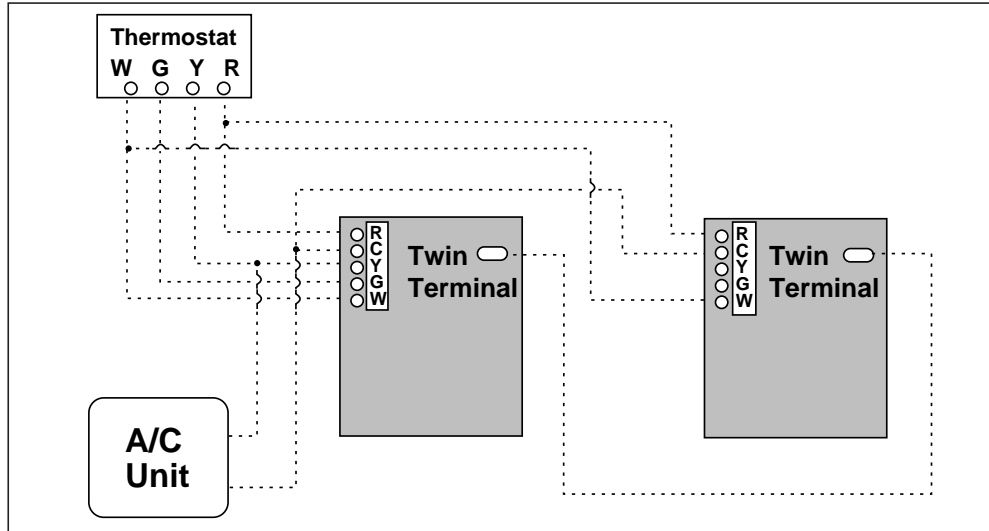 Thermostat
W G Y R
R
C
Y
G
W
Twin
Terminal
R
C
Y
G
W
Twin
Terminal
A/C
Unit